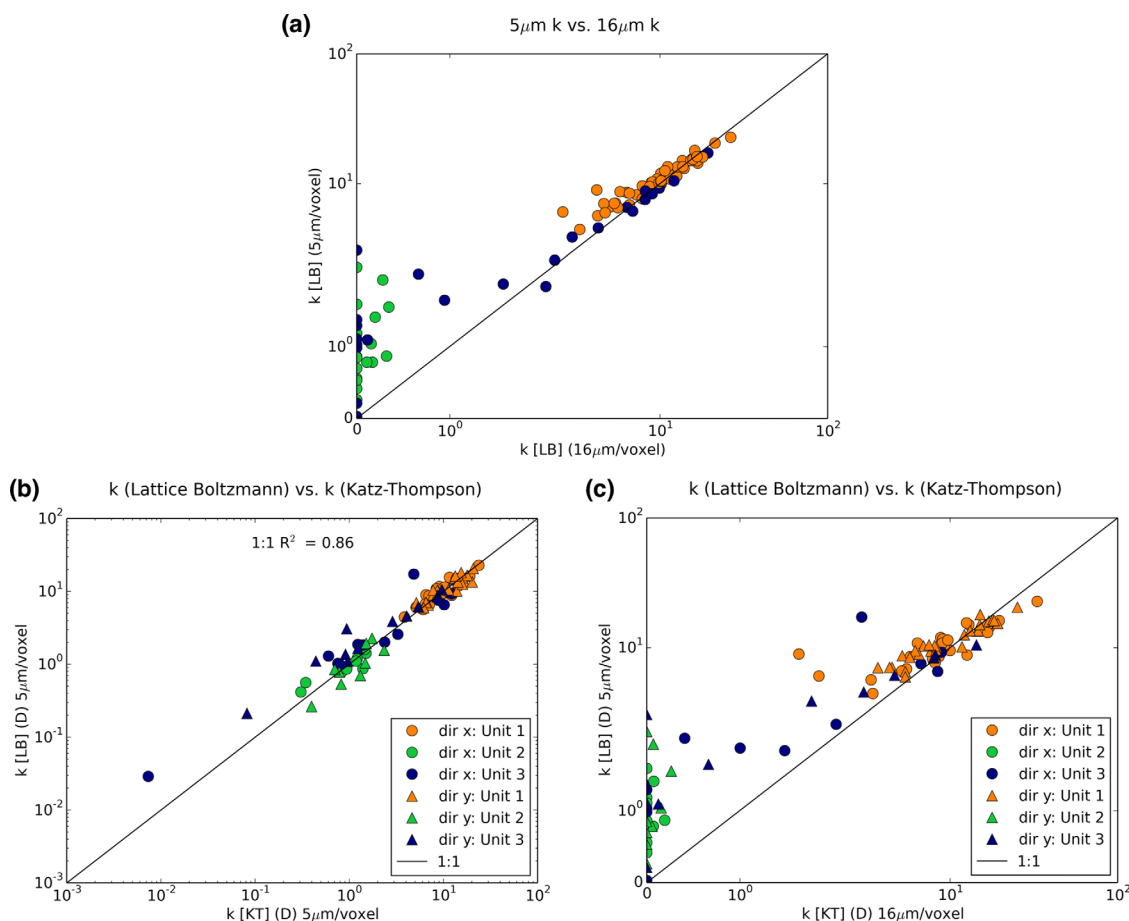 (a)
5μm k vs. 16μm k
10²
10¹
10⁰
0
k [LB] (5μm/voxel)
0
10⁰
10¹
10²
k [LB] (16μm/voxel)
(b)
k (Lattice Boltzmann) vs. k (Katz-Thompson)
1:1 R² = 0.86
10²
10¹
10⁰
10⁻¹
10⁻²
10⁻³
k [LB] (D) 5μm/voxel
dir x: Unit 1
dir x: Unit 2
dir x: Unit 3
dir y: Unit 1
dir y: Unit 2
dir y: Unit 3
1:1
10⁻³
10⁻²
10⁻¹
10⁰
10¹
10²
k [KT] (D) 5μm/voxel
(c)
k (Lattice Boltzmann) vs. k (Katz-Thompson)
10²
10¹
10⁰
0
k [LB] (D) 5μm/voxel
dir x: Unit 1
dir x: Unit 2
dir x: Unit 3
dir y: Unit 1
dir y: Unit 2
dir y: Unit 3
1:1
0
10⁰
10¹
10²
k [KT] (D) 16μm/voxel